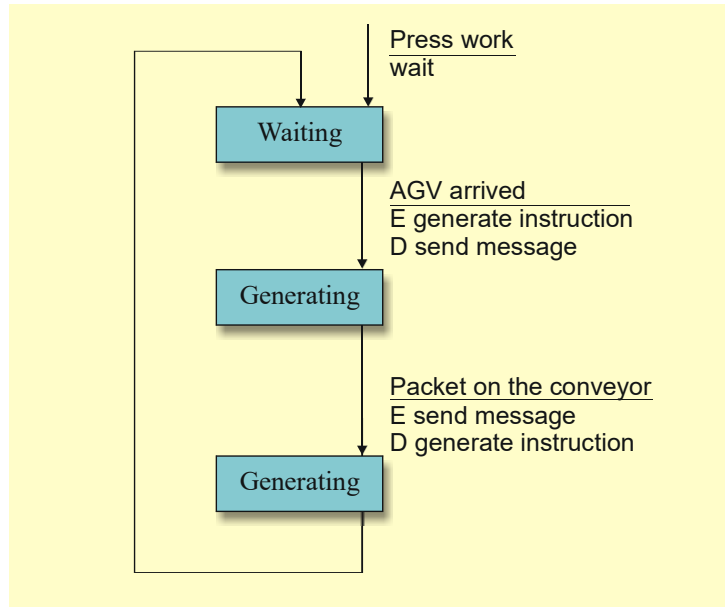 Press work
wait
Waiting
AGV arrived
E generate instruction
D send message
Generating
Packet on the conveyor
E send message
D generate instruction
Generating